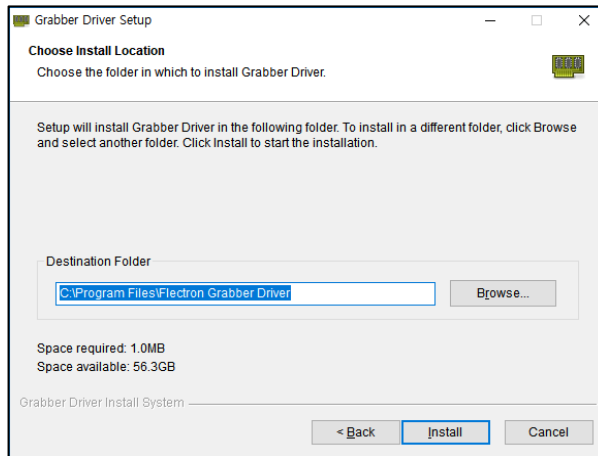 Grabber Driver Setup
Choose Install Location
Choose the folder in which to install Grabber Driver.
Setup will install Grabber Driver in the following folder. To install in a different folder, click Browse
and select another folder. Click Install to start the installation.
Destination Folder
C:\Program Files\Flectron Grabber Driver
Browse...
Space required: 1.0MB
Space available: 56.3GB
Grabber Driver Install System
< Back
Install
Cancel